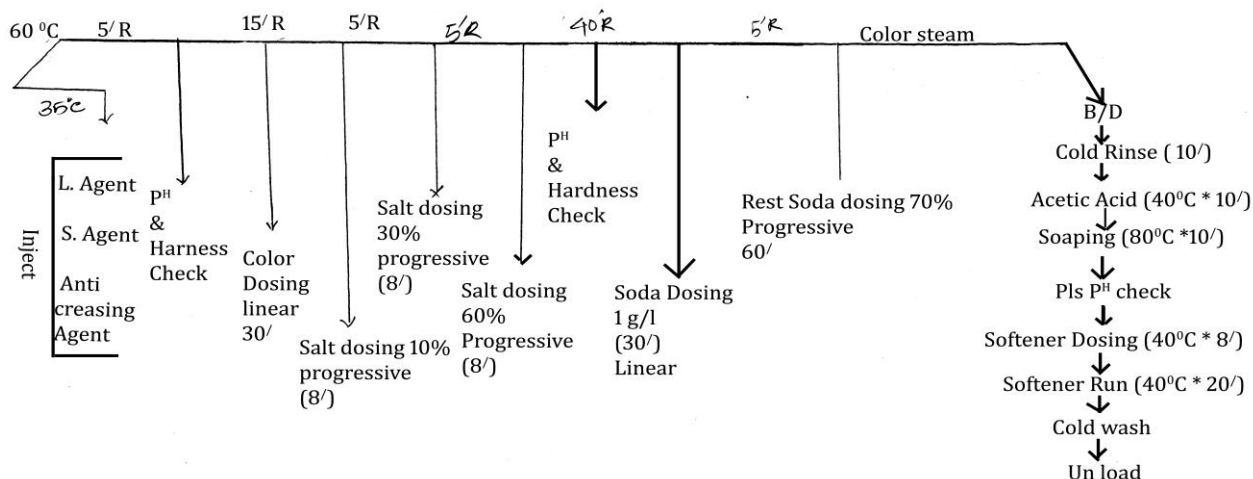 60 ⁰C
5/ R
15/ R
5/R
5/R
40'R
5'R
Color steam
35°C
Inject
L. Agent
S. Agent
Anti
creasing
Agent
Pᴴ
&
Harness
Check
Color
Dosing
linear
30/
Salt dosing 10%
progressive
(8/)
Salt dosing
30%
progressive
(8/)
Salt dosing
60%
Progressive
(8/)
Pᴴ
&
Hardness
Check
Soda Dosing
1 g/l
(30/)
Linear
Rest Soda dosing 70%
Progressive
60/
B/D
Cold Rinse (10/)
Acetic Acid (40⁰C * 10/)
Soaping (80⁰C *10/)
Pls Pᴴ check
Softener Dosing (40⁰C * 8/)
Softener Run (40⁰C * 20/)
Cold wash
Un load